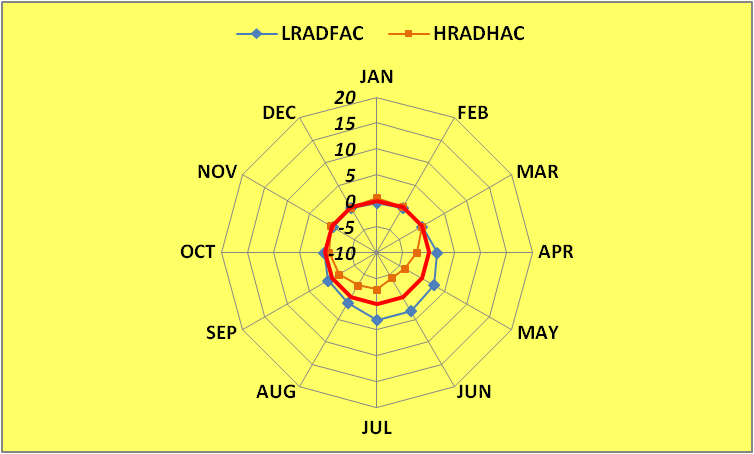 LRADFAC HRADHAC
JAN
20
DEC FEB
15
10
NOV MAR
5
0
-5
OCT -10 APR
SEP MAY
AUG JUN
JUL